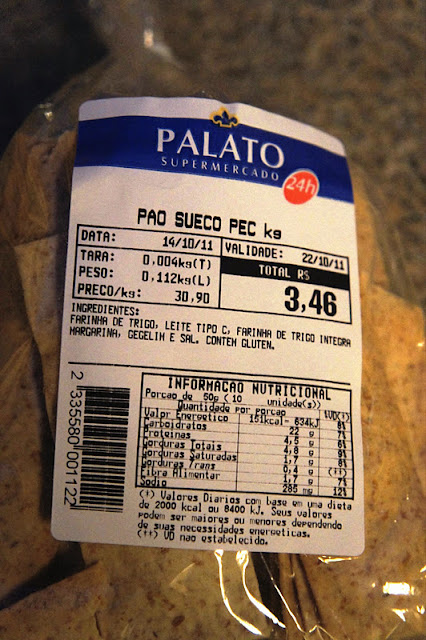 PALATO
SUPERMERCADO
24h
PAO SUECO PEC kg
DATA: 14/10/11 VALIDADE: 22/10/11
TARA: 0,004kg(T) TOTAL R$
PESO: 0,112kg(L) 3,46
PRECO/kg: 30,90
INGREDIENTES:
FARINHA DE TRIGO, LEITE TIPO C, FARINHA DE TRIGO INTEGRA
MARGARINA, GEGELIM E SAL. CONTEM GLUTEN.
INFORMACAO NUTRICIONAL
Porcao de 50g (10 unidade(s))
Quantidade por porcao %VD(*)
Valor Energetico 151kcal- 634kJ 8%
Carboidratos 22 g 7%
Proteinas 4,5 g 6%
Gorduras Totais 4,8 g 9%
Gorduras Saturadas 1,7 g 8%
Gorduras Trans 0,4 g (**)
Fibra Alimentar 1,7 g 7%
Sodio 285 mg 12%
(*) Valores Diarios com base em uma dieta
de 2000 kcal ou 8400 kJ. Seus valores
podem ser maiores ou menores dependendo
de suas necessidades energeticas.
(**) VD nao estabelecido.
2 335580 001122